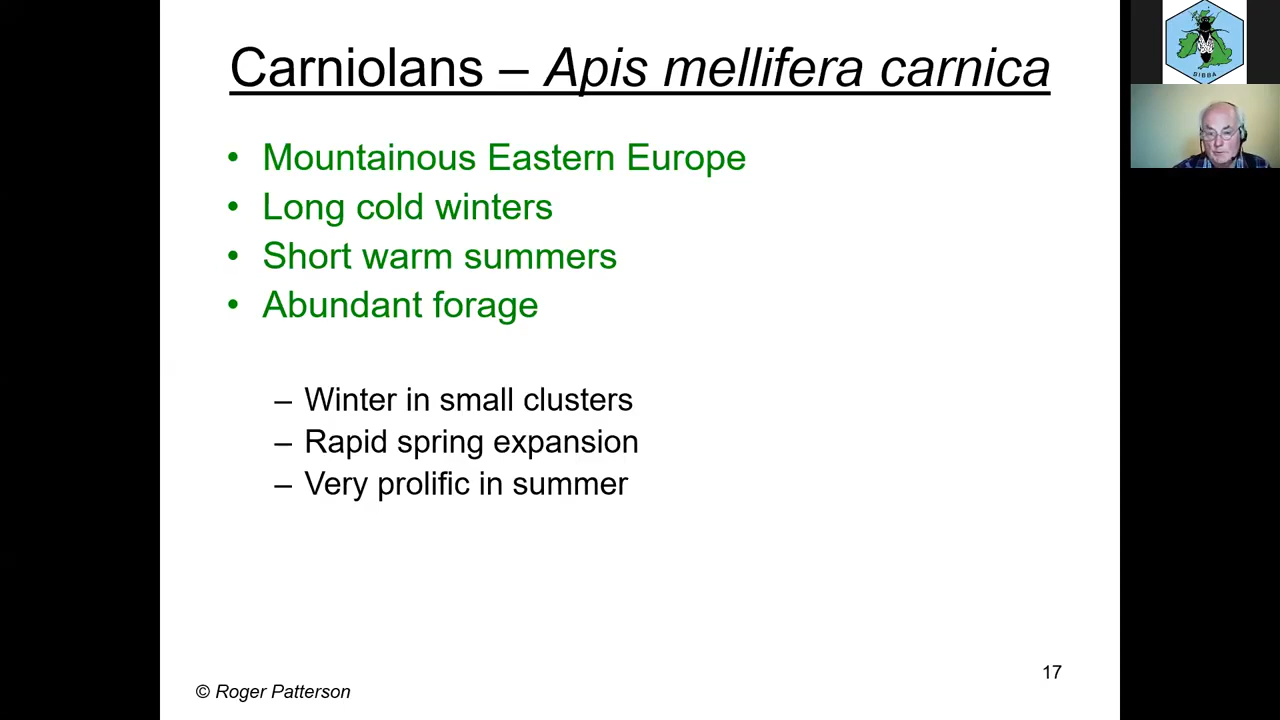 Carniolans – Apis mellifera carnica
• Mountainous Eastern Europe
• Long cold winters
• Short warm summers
• Abundant forage
– Winter in small clusters
– Rapid spring expansion
– Very prolific in summer
17
© Roger Patterson
BIBBA